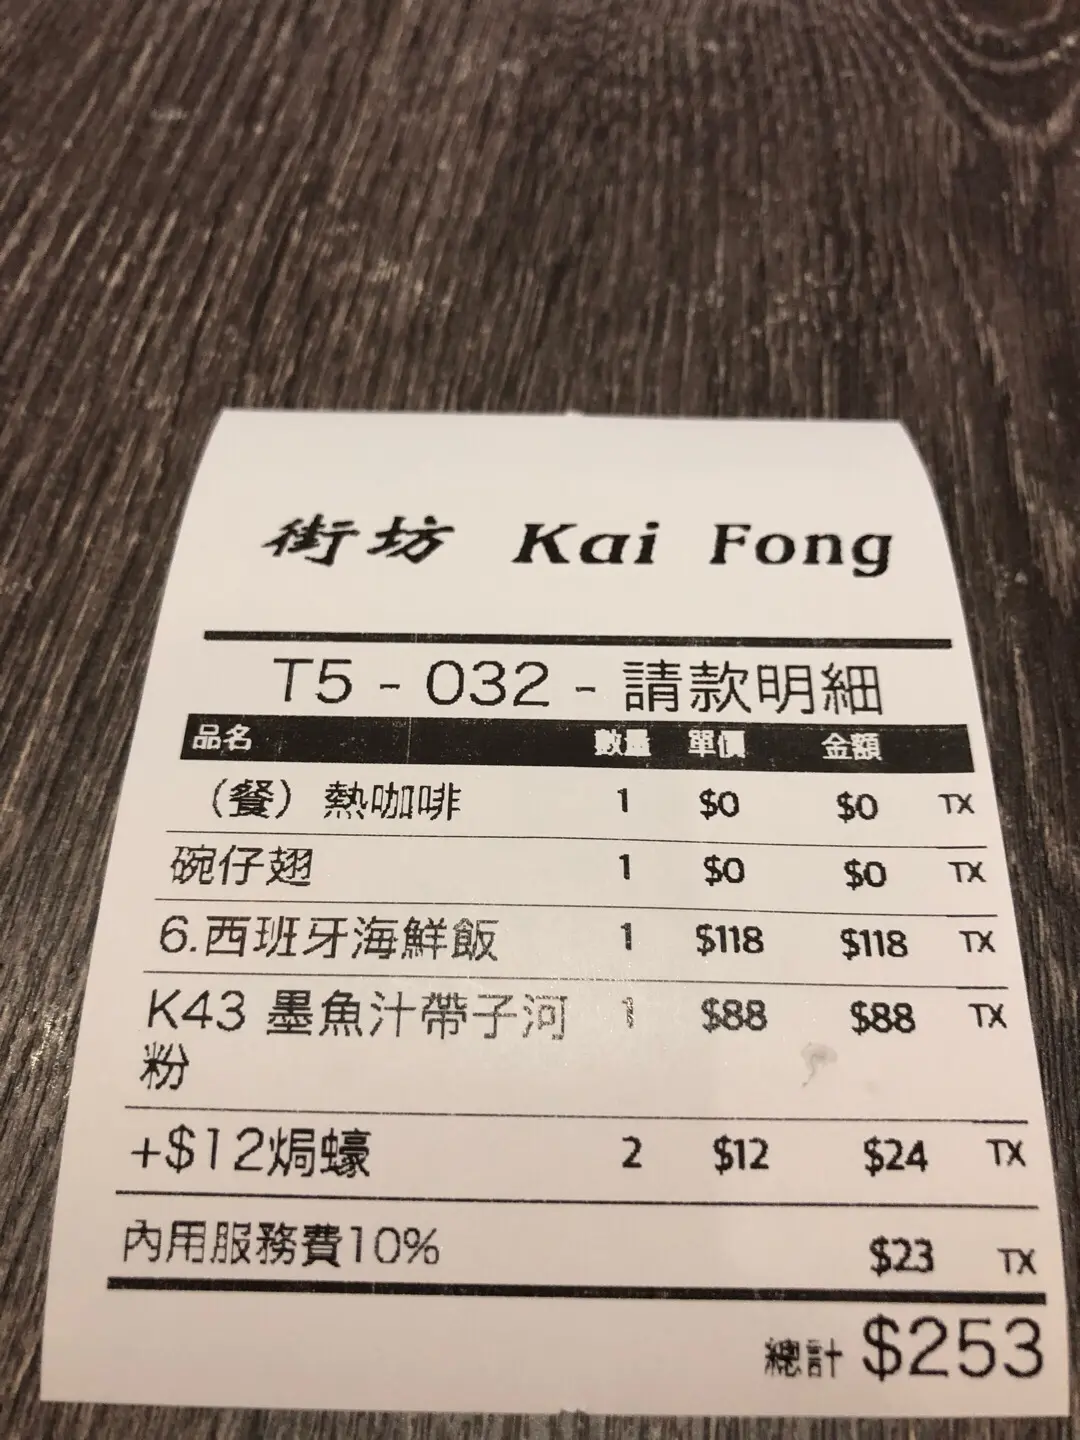 街坊 Kai Fong
T5 - 032 - 請款明細
品名 數量 單價 金額
（餐） 熱咖啡 1 $0 $0 TX
碗仔翅 1 $0 $0 TX
6.西班牙海鮮飯 1 $118 $118 TX
K43 墨魚汁帶子河 1 $88 $88 TX
粉
+$12焗蠔 2 $12 $24 TX
內用服務費10% $23 TX
總計 $253